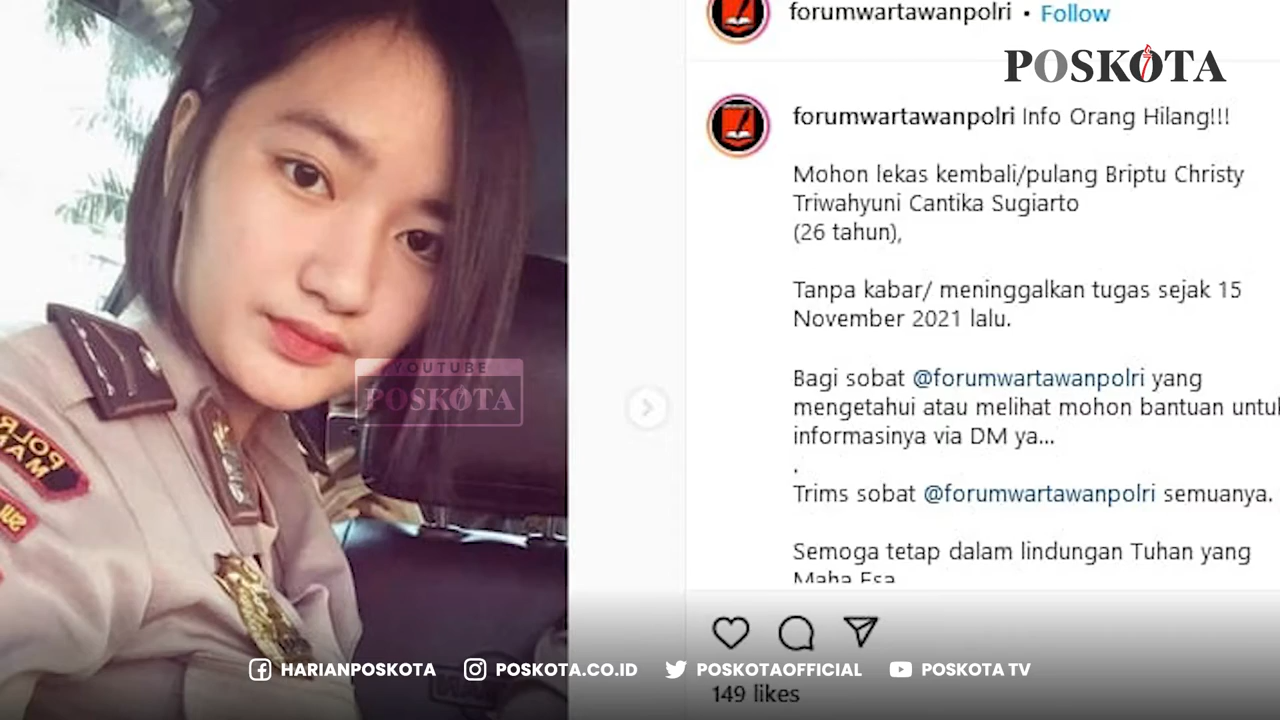 forumwartawanpolri • Follow
POSKOTA
forumwartawanpolri Info Orang Hilang!!!
Mohon lekas kembali/pulang Briptu Christy
Triwahyuni Cantika Sugiarto
(26 tahun),
Tanpa kabar/ meninggalkan tugas sejak 15
November 2021 lalu.
Bagi sobat @forumwartawanpolri yang
mengetahui atau melihat mohon bantuan untuk
informasinya via DM ya...
.
Trims sobat @forumwartawanpolri semuanya.
Semoga tetap dalam lindungan Tuhan yang
Maha Esa
149 likes
YOUTUBE
POSKOTA
POLR
HARIANPOSKOTA POSKOTA.CO.ID POSKOTAOFFICIAL POSKOTA TV